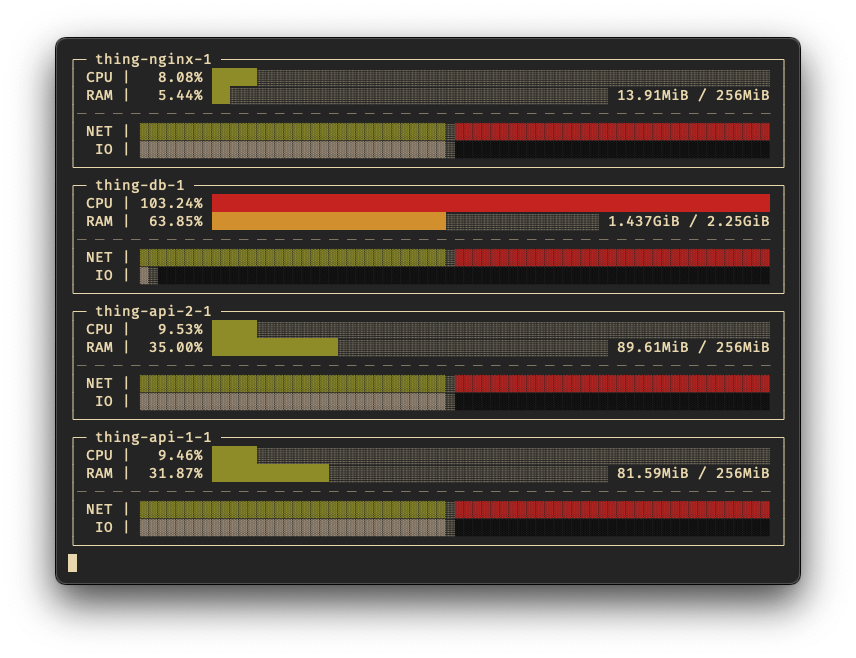 thing-nginx-1
CPU | 8.08%
RAM | 5.44% 13.91MiB / 256MiB
NET |
IO |
thing-db-1
CPU | 103.24%
RAM | 63.85% 1.437GiB / 2.25GiB
NET |
IO |
thing-api-2-1
CPU | 9.53%
RAM | 35.00% 89.61MiB / 256MiB
NET |
IO |
thing-api-1-1
CPU | 9.46%
RAM | 31.87% 81.59MiB / 256MiB
NET |
IO |